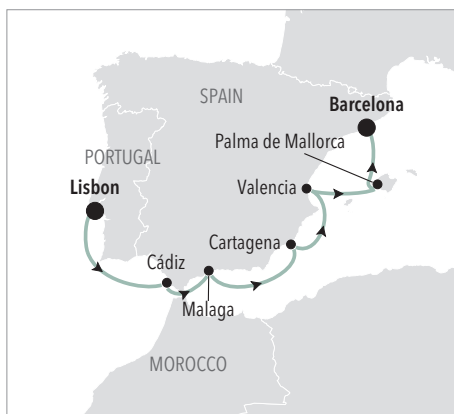 SPAIN
Barcelona
Palma de Mallorca
PORTUGAL
Valencia
Lisbon
Cartagena
Cádiz
Malaga
MOROCCO